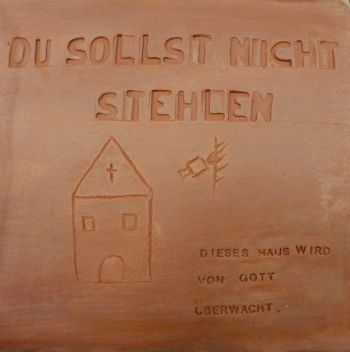 DU SOLLST NICHT
STEHLEN
DIESES HAUS WIRD
VON GOTT
ÜBERWACHT.